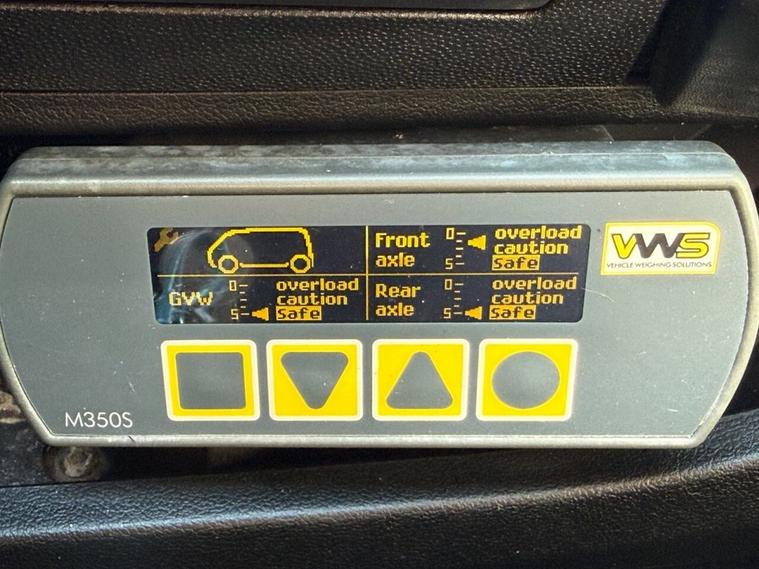 Front axle
0-
5-
overload
caution
Safe
VWS
VEHICLE WEIGHING SOLUTIONS
GVW
0-
5-
overload
caution
Safe
Rear axle
0-
5-
overload
caution
Safe
M350S